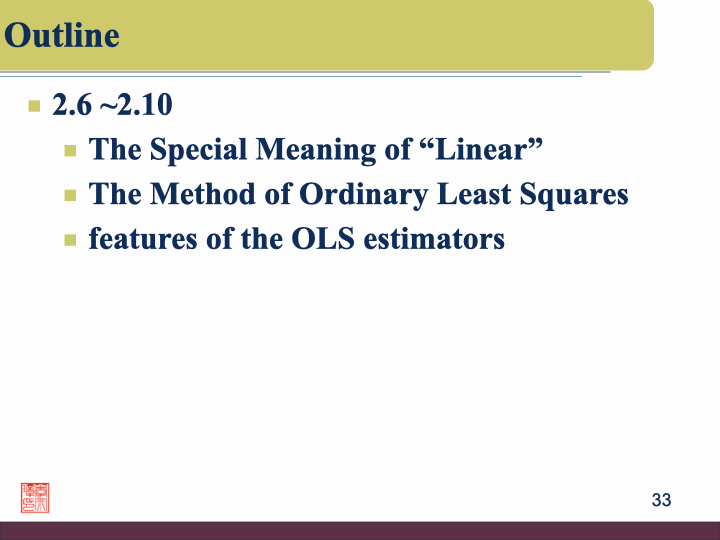 Outline
2.6 ~2.10
The Special Meaning of “Linear”
The Method of Ordinary Least Squares
features of the OLS estimators
33